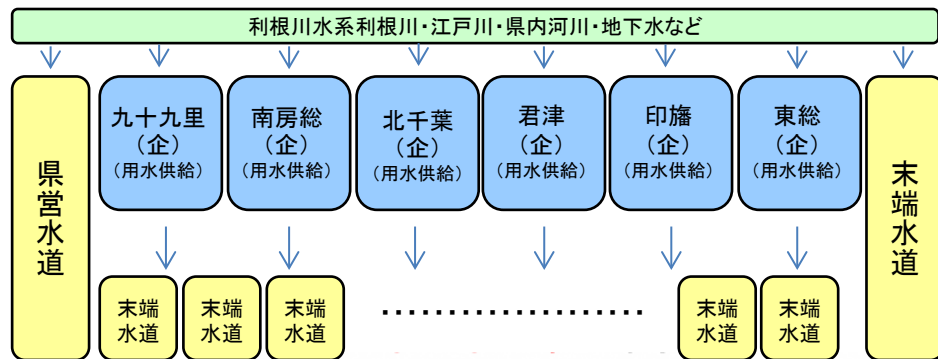 利根川水系利根川・江戸川・県内河川・地下水など
県営水道
九十九里
(企)
(用水供給)
南房総
(企)
(用水供給)
北千葉
(企)
(用水供給)
君津
(企)
(用水供給)
印旛
(企)
(用水供給)
東総
(企)
(用水供給)
末端水道
末端
水道
末端
水道
末端
水道
····················
末端
水道
末端
水道